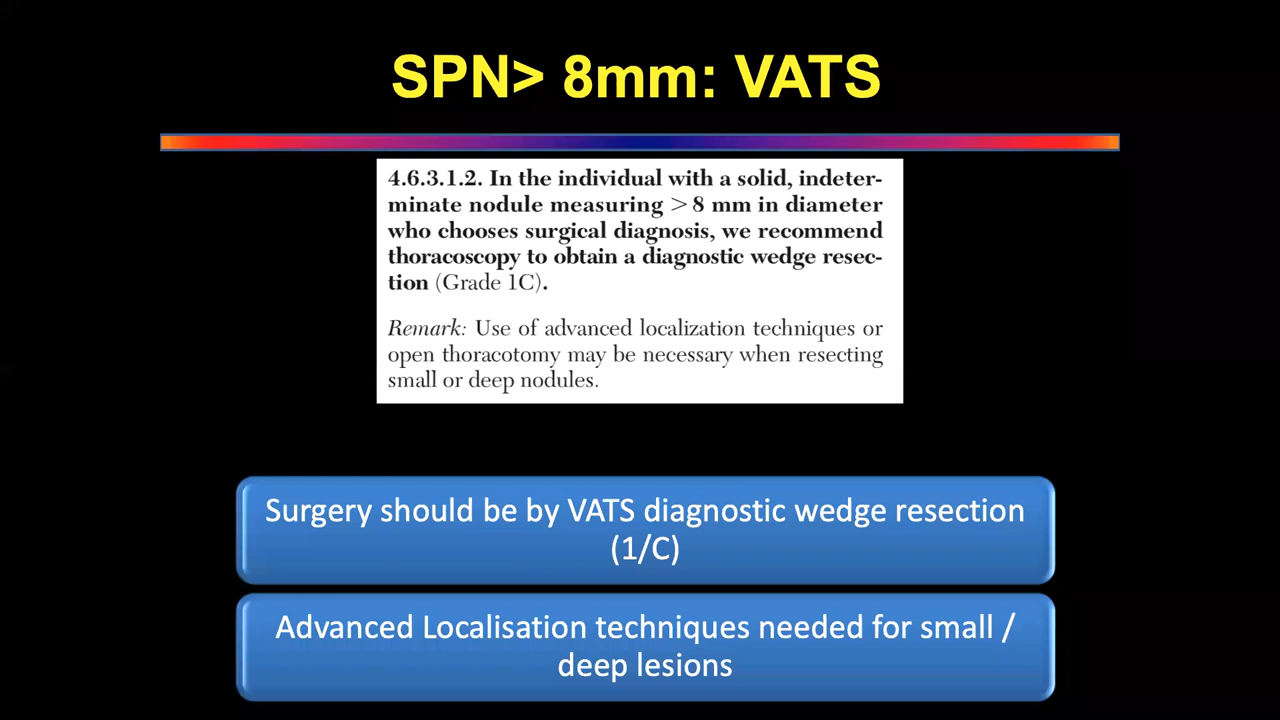 SPN> 8mm: VATS
4.6.3.1.2. In the individual with a solid, indeter-
minate nodule measuring >8 mm in diameter
who chooses surgical diagnosis, we recommend
thoracoscopy to obtain a diagnostic wedge resec-
tion (Grade 1C).
Remark: Use of advanced localization techniques or
open thoracotomy may be necessary when resecting
small or deep nodules.
Surgery should be by VATS diagnostic wedge resection
(1/C)
Advanced Localisation techniques needed for small /
deep lesions